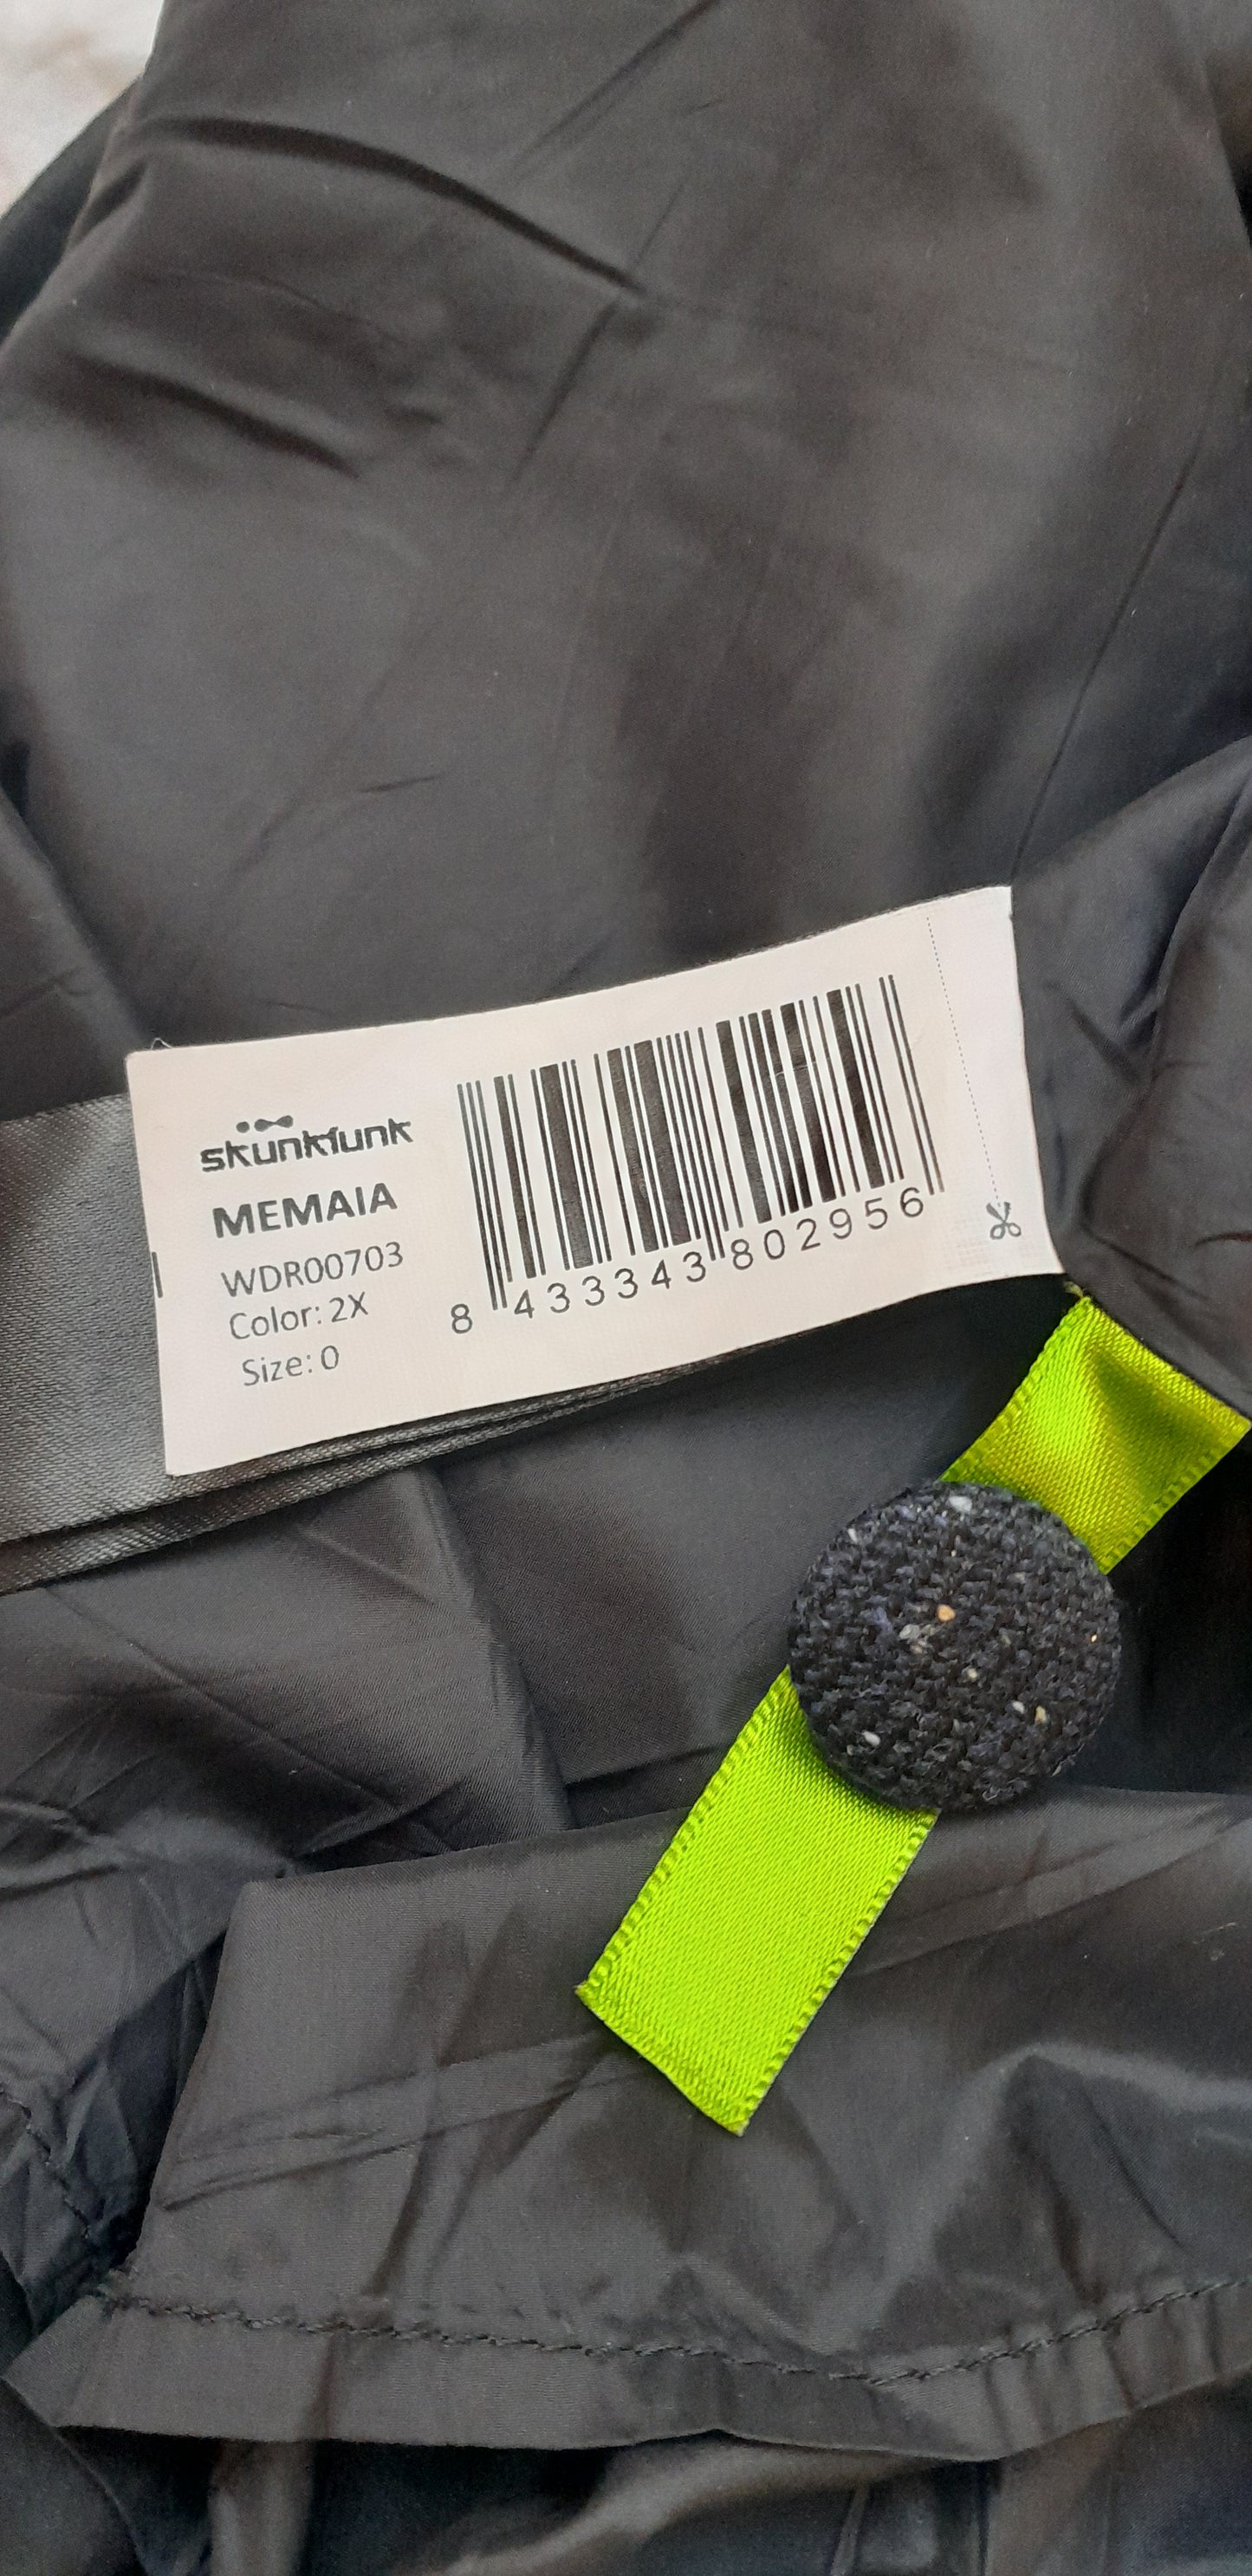 skunkfunk
MEMAIA
WDR00703
Color: 2X
Size: 0
8 433343 802956